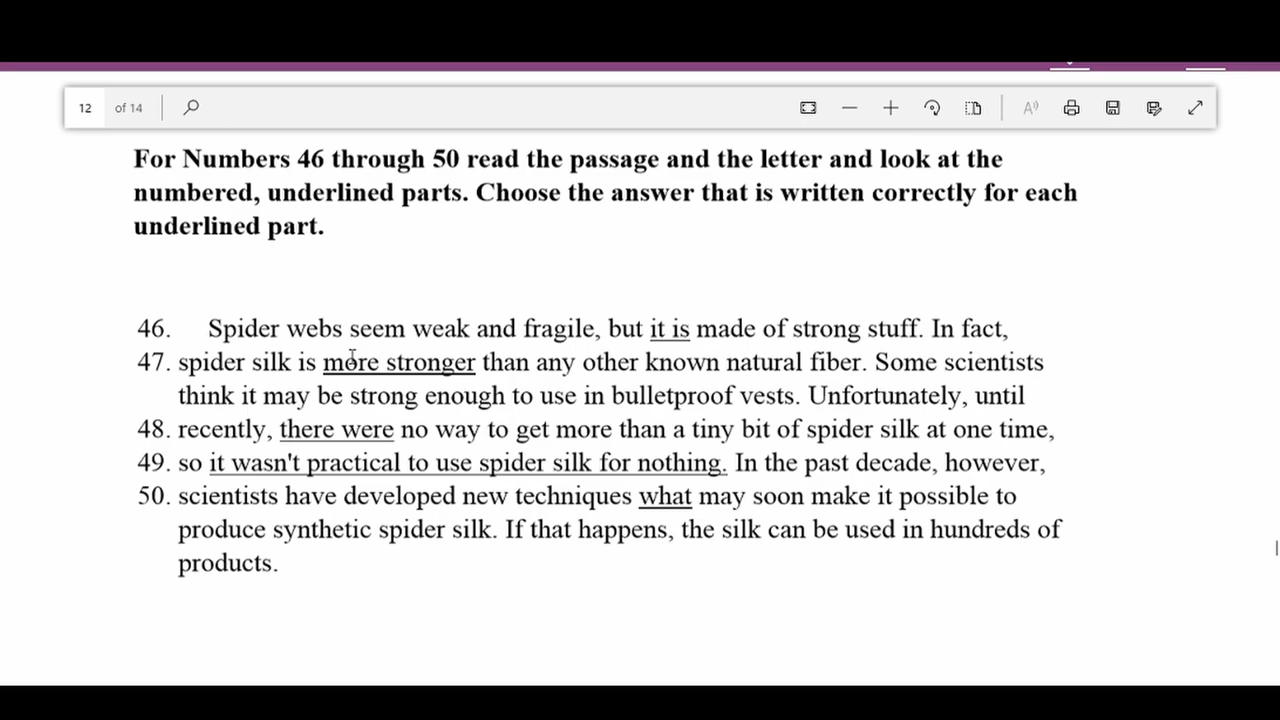 12 of 14
For Numbers 46 through 50 read the passage and the letter and look at the
numbered, underlined parts. Choose the answer that is written correctly for each
underlined part.
46. Spider webs seem weak and fragile, but it is made of strong stuff. In fact,
47. spider silk is more stronger than any other known natural fiber. Some scientists
think it may be strong enough to use in bulletproof vests. Unfortunately, until
48. recently, there were no way to get more than a tiny bit of spider silk at one time,
49. so it wasn't practical to use spider silk for nothing. In the past decade, however,
50. scientists have developed new techniques what may soon make it possible to
produce synthetic spider silk. If that happens, the silk can be used in hundreds of
products.